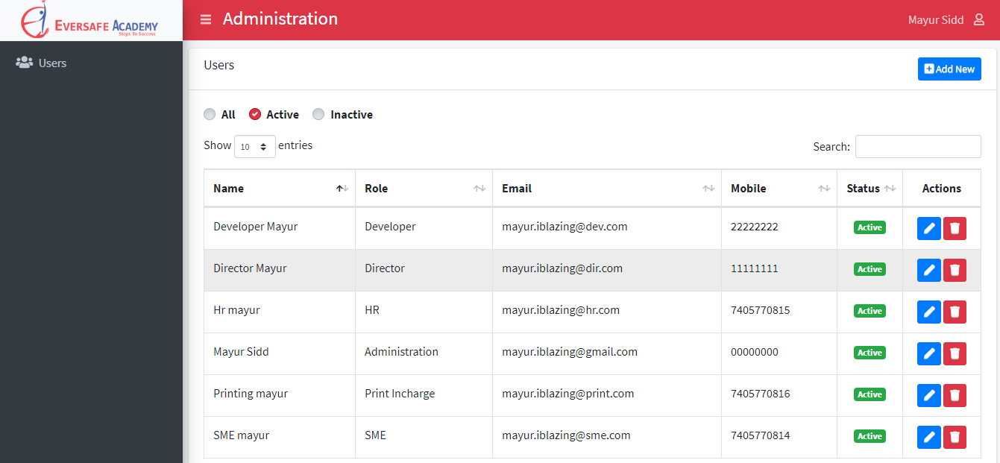 EVERSAFE ACADEMY
Steps To Success
Administration
Mayur Sidd
Users
Users
Add New
All Active Inactive
Show 10 entries
Search:
Name Role Email Mobile Status Actions
Developer Mayur Developer mayur.iblazing@dev.com 22222222 Active
Director Mayur Director mayur.iblazing@dir.com 11111111 Active
Hr mayur HR mayur.iblazing@hr.com 7405770815 Active
Mayur Sidd Administration mayur.iblazing@gmail.com 00000000 Active
Printing mayur Print Incharge mayur.iblazing@print.com 7405770816 Active
SME mayur SME mayur.iblazing@sme.com 7405770814 Active